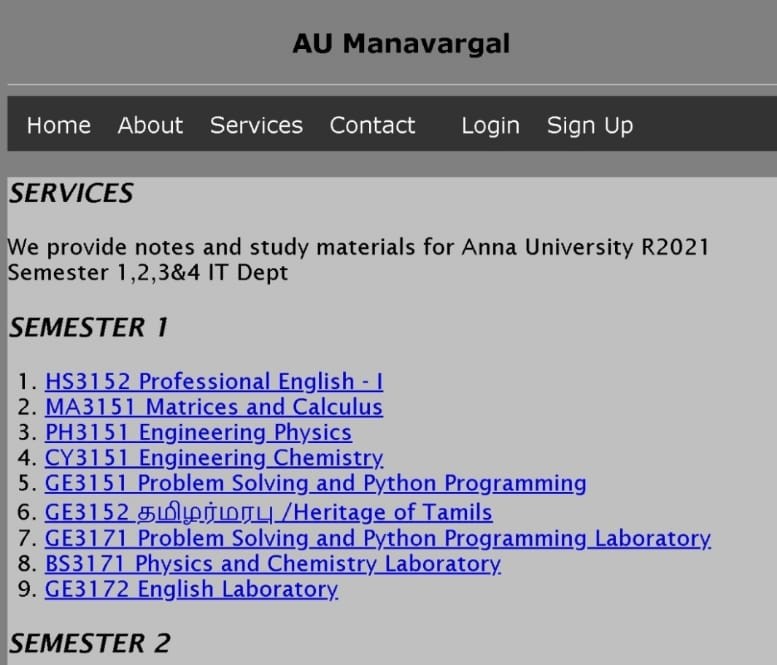 AU Manavargal
Home About Services Contact Login Sign Up
SERVICES
We provide notes and study materials for Anna University R2021
Semester 1,2,3&4 IT Dept
SEMESTER 1
1. HS3152 Professional English - I
2. MA3151 Matrices and Calculus
3. PH3151 Engineering Physics
4. CY3151 Engineering Chemistry
5. GE3151 Problem Solving and Python Programming
6. GE3152 தமிழர்மரபு /Heritage of Tamils
7. GE3171 Problem Solving and Python Programming Laboratory
8. BS3171 Physics and Chemistry Laboratory
9. GE3172 English Laboratory
SEMESTER 2